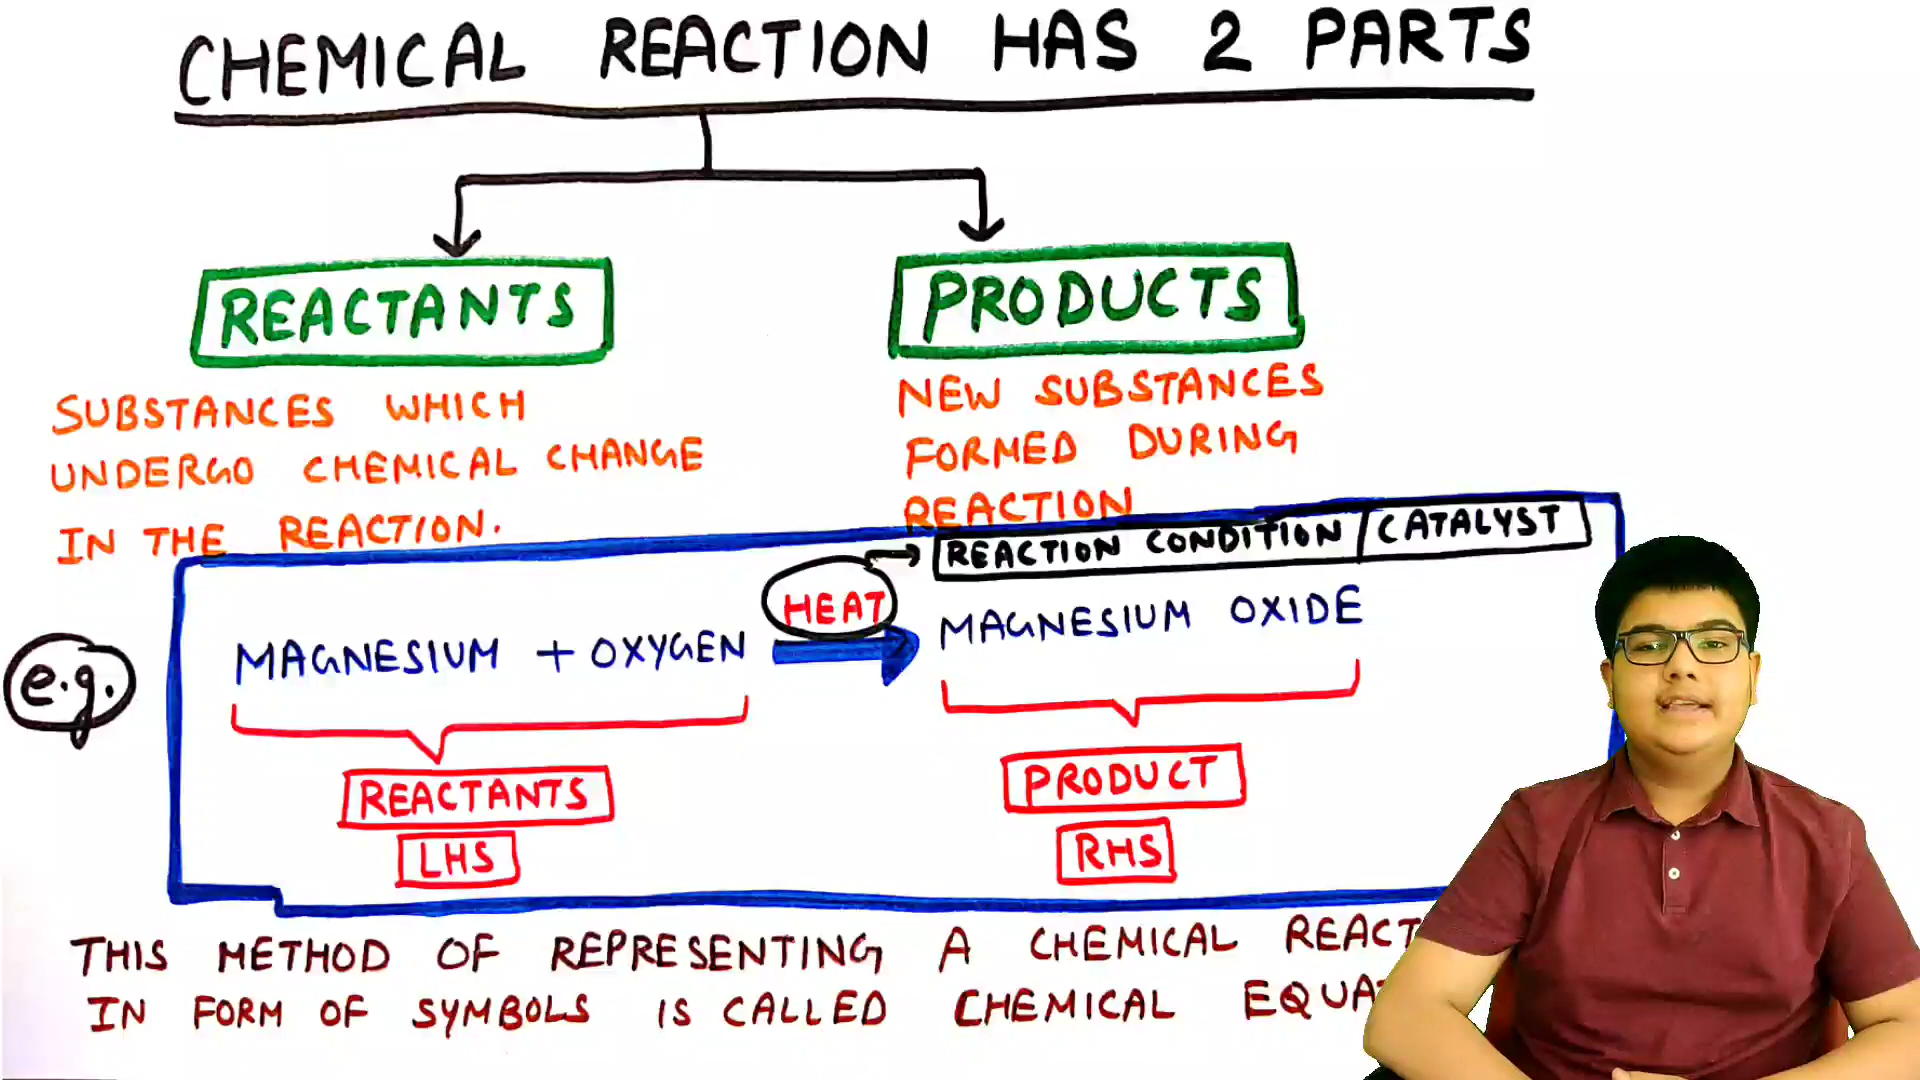 CHEMICAL REACTION HAS 2 PARTS
REACTANTS
PRODUCTS
SUBSTANCES WHICH
UNDERGO CHEMICAL CHANGE
IN THE REACTION.
NEW SUBSTANCES
FORMED DURING
REACTION
REACTION CONDITION CATALYST
e.g.
MAGNESIUM + OXYGEN
HEAT
MAGNESIUM OXIDE
REACTANTS
LHS
PRODUCT
RHS
THIS METHOD OF REPRESENTING A CHEMICAL
IN FORM OF SYMBOLS IS CALLED CHEMICAL